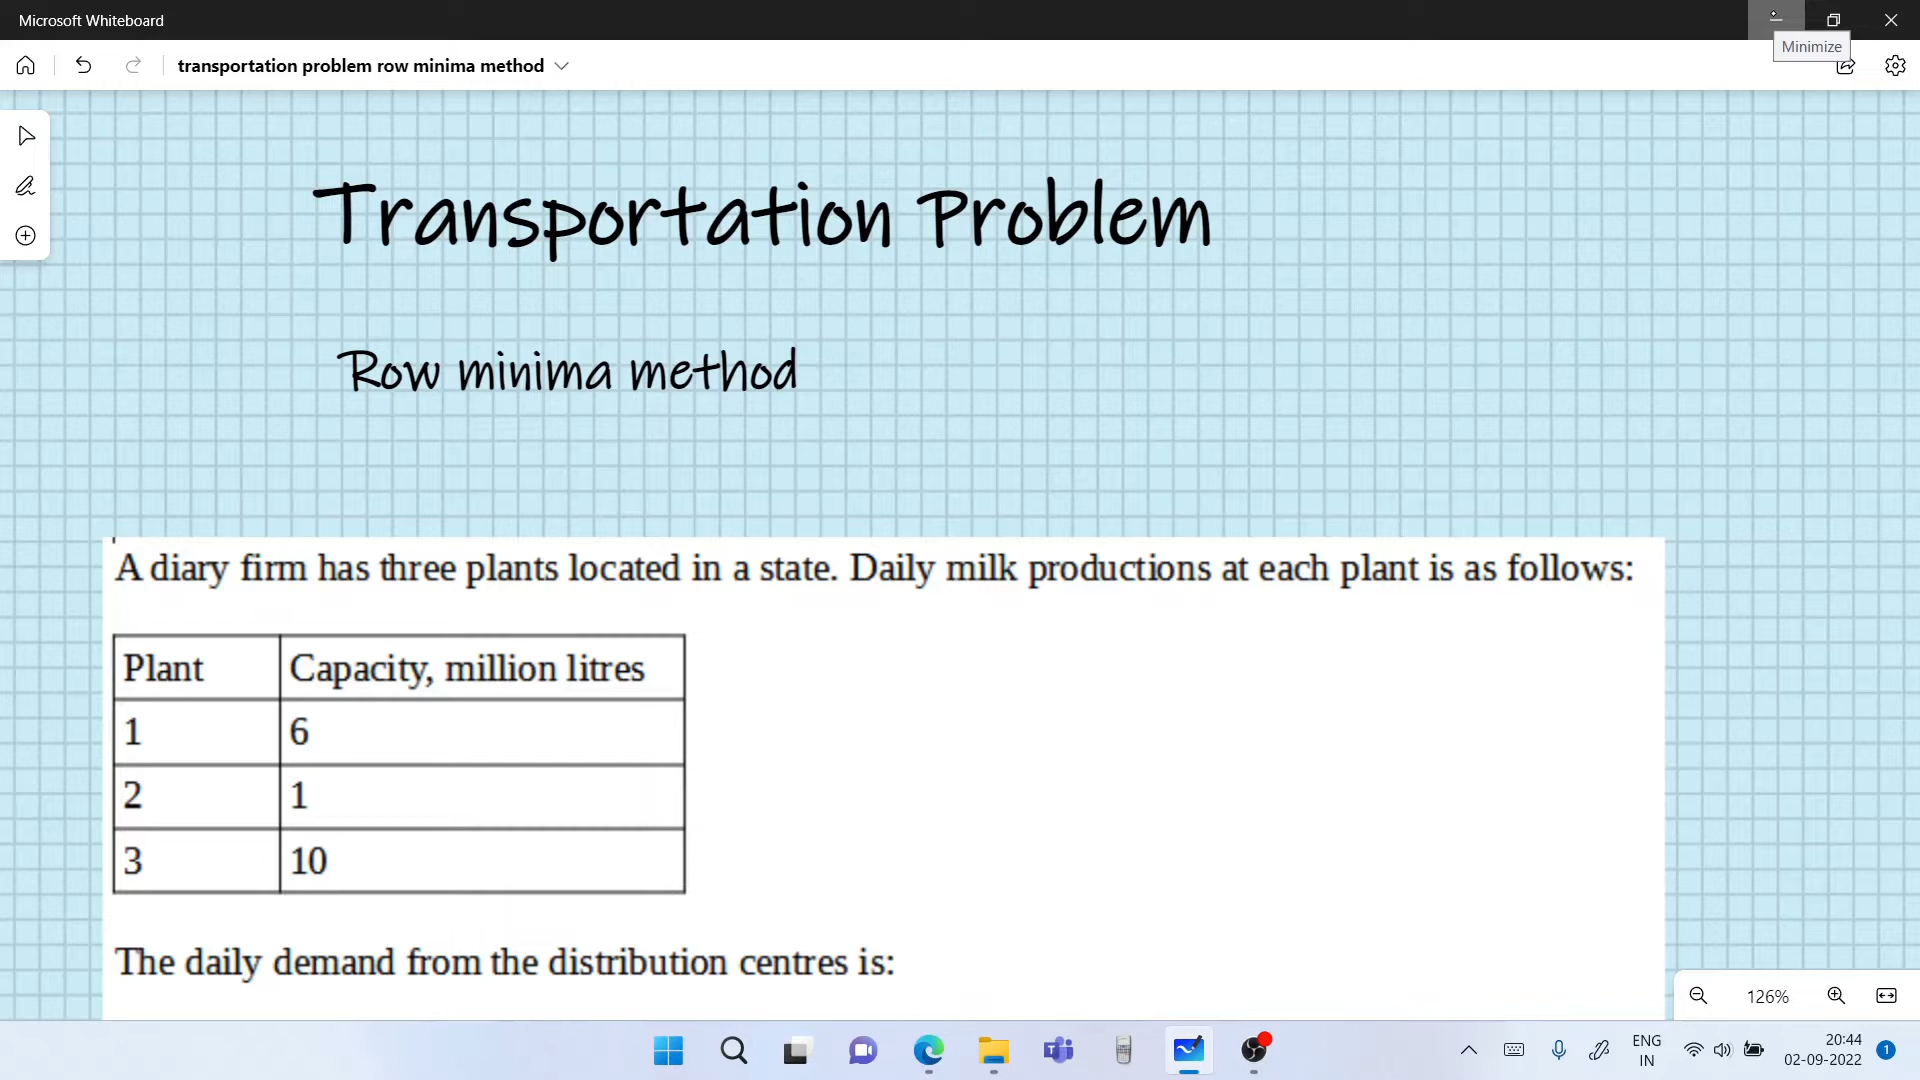 Microsoft Whiteboard
Minimize
transportation problem row minima method
Transportation Problem
Row minima method
A diary firm has three plants located in a state. Daily milk productions at each plant is as follows:
Plant Capacity, million litres
1 6
2 1
3 10
The daily demand from the distribution centres is:
126%
ENG
IN
20:44
02-09-2022
1